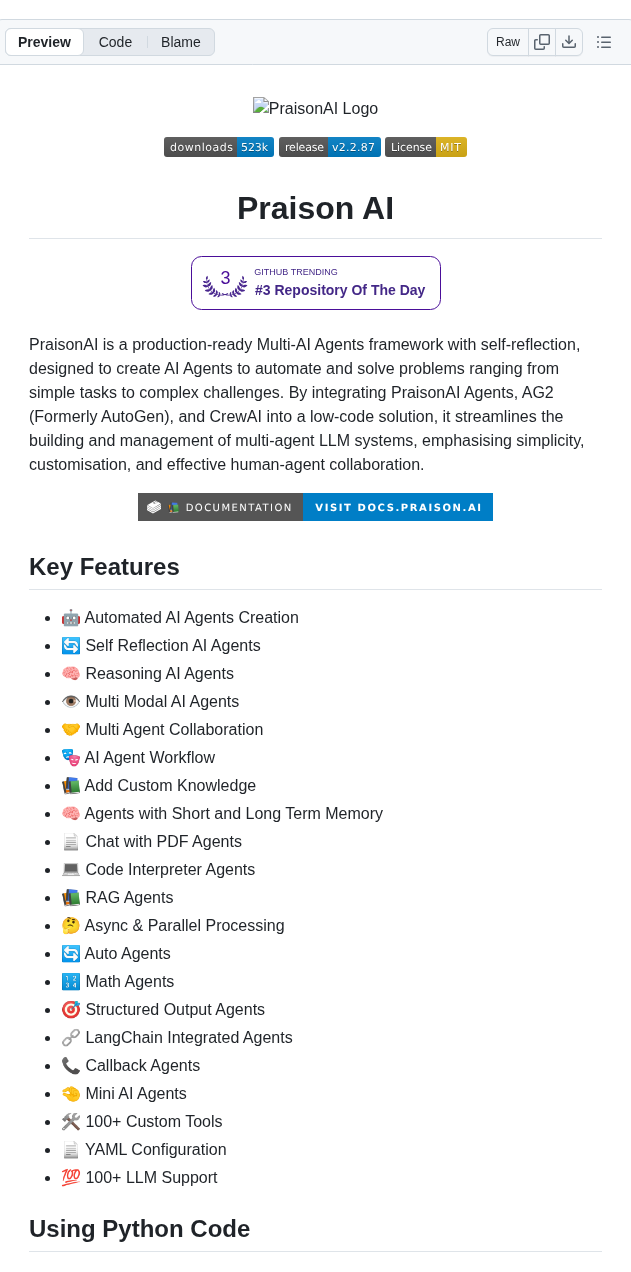 Preview Code Blame Raw
PraisonAI Logo
downloads 523k release v2.2.87 License MIT
Praison AI
3
GITHUB TRENDING
#3 Repository Of The Day
PraisonAI is a production-ready Multi-AI Agents framework with self-reflection,
designed to create AI Agents to automate and solve problems ranging from
simple tasks to complex challenges. By integrating PraisonAI Agents, AG2
(Formerly AutoGen), and CrewAI into a low-code solution, it streamlines the
building and management of multi-agent LLM systems, emphasising simplicity,
customisation, and effective human-agent collaboration.
📚 DOCUMENTATION VISIT DOCS.PRAISON.AI
Key Features
• 🤖 Automated AI Agents Creation
• 🔄 Self Reflection AI Agents
• 🧠 Reasoning AI Agents
• 👁️ Multi Modal AI Agents
• 🤝 Multi Agent Collaboration
• 🎭 AI Agent Workflow
• 📚 Add Custom Knowledge
• 🧠 Agents with Short and Long Term Memory
• 📄 Chat with PDF Agents
• 💻 Code Interpreter Agents
• 📚 RAG Agents
• 🤔 Async & Parallel Processing
• 🔄 Auto Agents
• 🔢 Math Agents
• 🎯 Structured Output Agents
• 🔗 LangChain Integrated Agents
• 📞 Callback Agents
• 🤏 Mini AI Agents
• 🛠️ 100+ Custom Tools
• 📄 YAML Configuration
• 💯 100+ LLM Support
Using Python Code